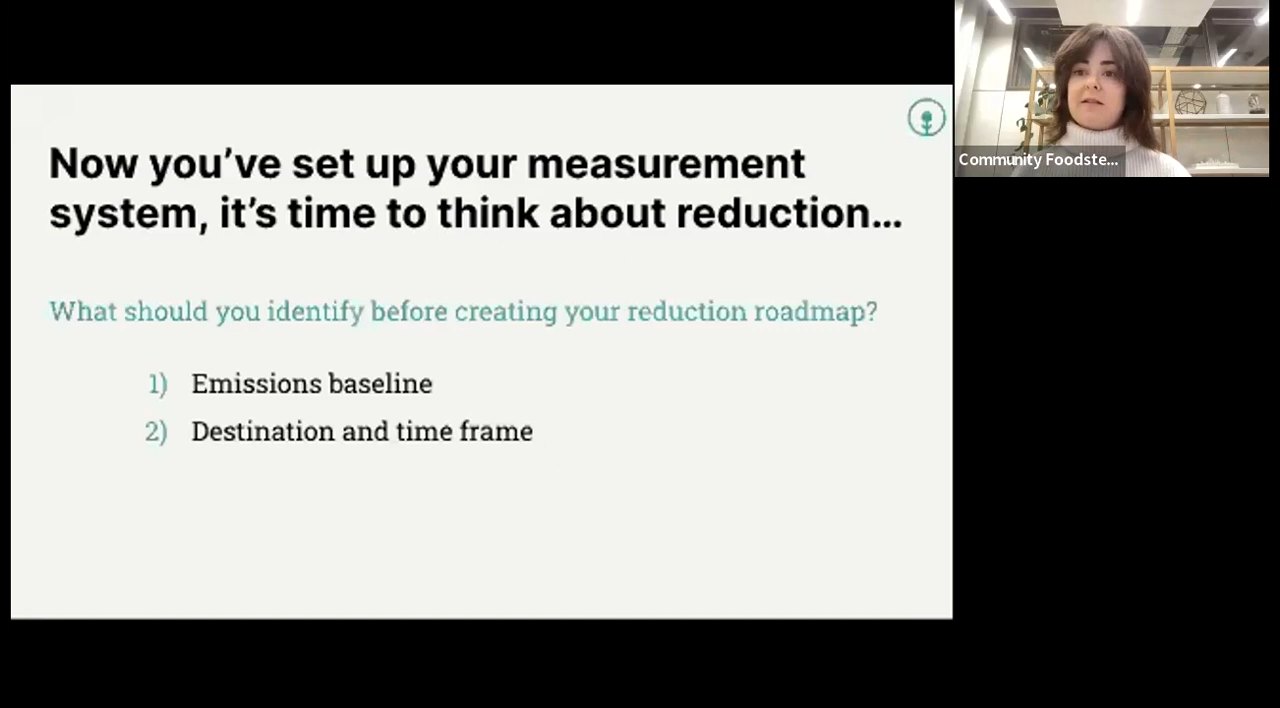 Now you’ve set up your measurement
system, it’s time to think about reduction...
What should you identify before creating your reduction roadmap?
1) Emissions baseline
2) Destination and time frame
Community Foodste...